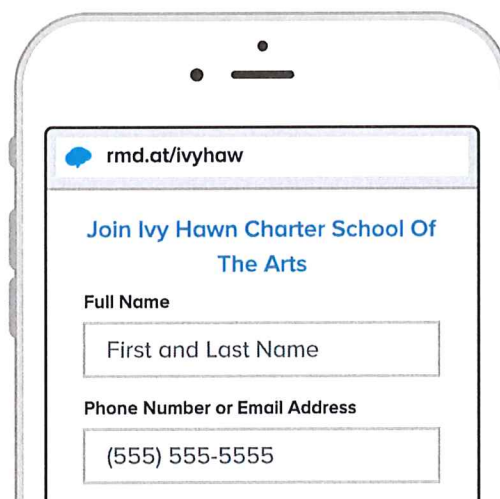 rmd.at/ivyhaw
Join Ivy Hawn Charter School Of
The Arts
Full Name
First and Last Name
Phone Number or Email Address
(555) 555-5555